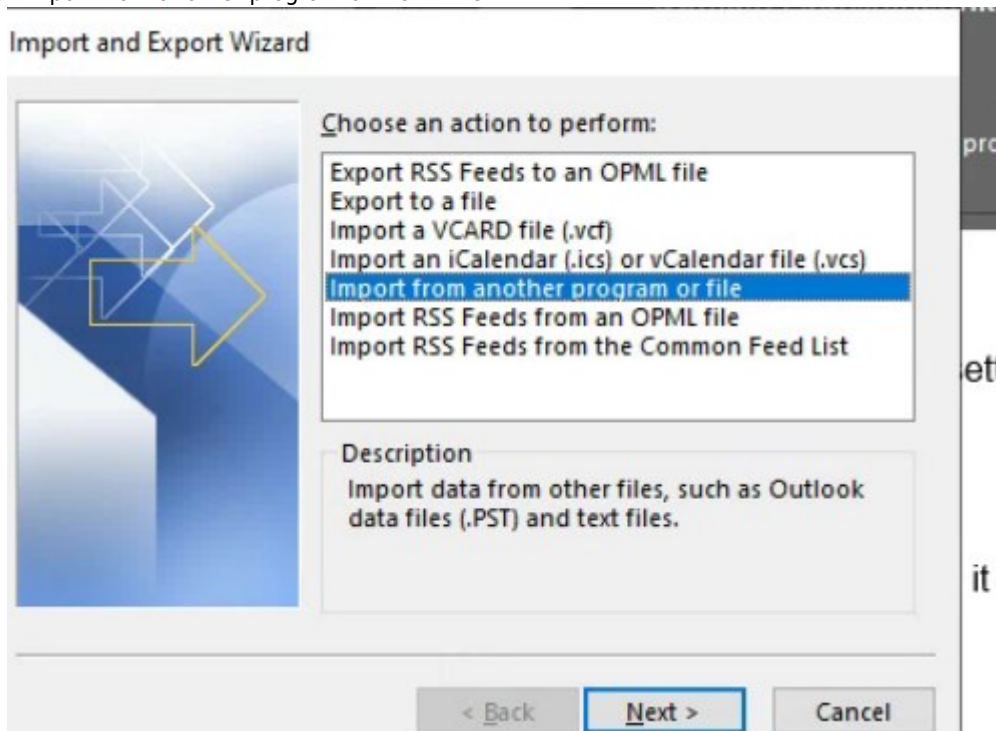 Import and Export Wizard
Choose an action to perform:
Export RSS Feeds to an OPML file
Export to a file
Import a VCARD file (.vcf)
Import an iCalendar (.ics) or vCalendar file (.vcs)
Import from another program or file
Import RSS Feeds from an OPML file
Import RSS Feeds from the Common Feed List
Description
Import data from other files, such as Outlook
data files (.PST) and text files.
it
< Back
Next >
Cancel